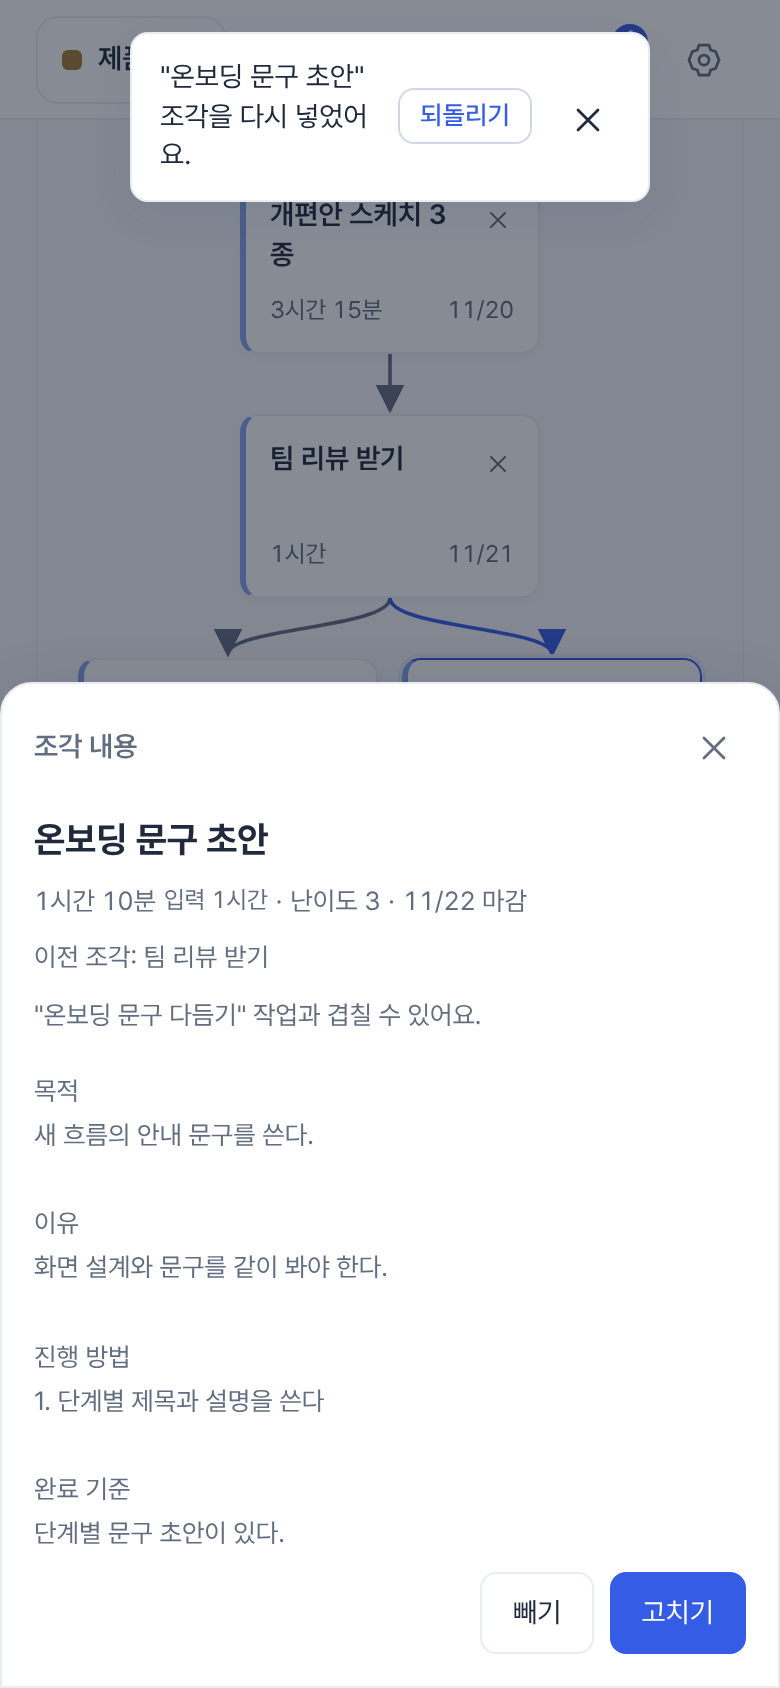 "온보딩 문구 초안"
조각을 다시 넣었어
요.
되돌리기
개편안 스케치 3
종
3시간 15분 11/20
팀 리뷰 받기
1시간 11/21
조각 내용
온보딩 문구 초안
1시간 10분 입력 1시간 · 난이도 3 · 11/22 마감
이전 조각: 팀 리뷰 받기
"온보딩 문구 다듬기" 작업과 겹칠 수 있어요.
목적
새 흐름의 안내 문구를 쓴다.
이유
화면 설계와 문구를 같이 봐야 한다.
진행 방법
1. 단계별 제목과 설명을 쓴다
완료 기준
단계별 문구 초안이 있다.
빼기
고치기